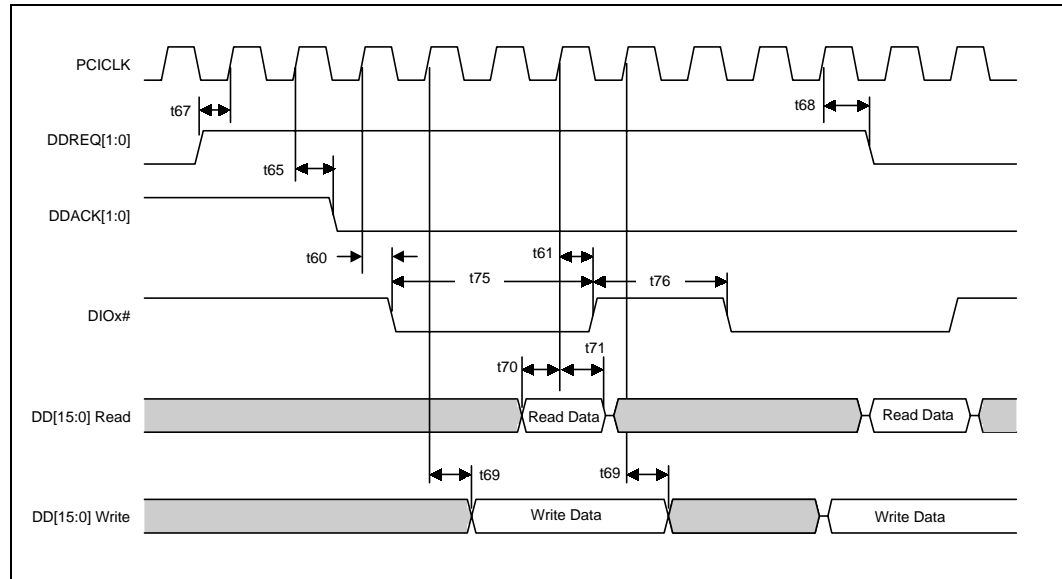 PCICLK
t67
t68
DDREQ[1:0]
t65
DDACK[1:0]
t60
t61
t75
t76
DIOx#
t70
t71
DD[15:0] Read
Read Data
Read Data
t69
t69
DD[15:0] Write
Write Data
Write Data